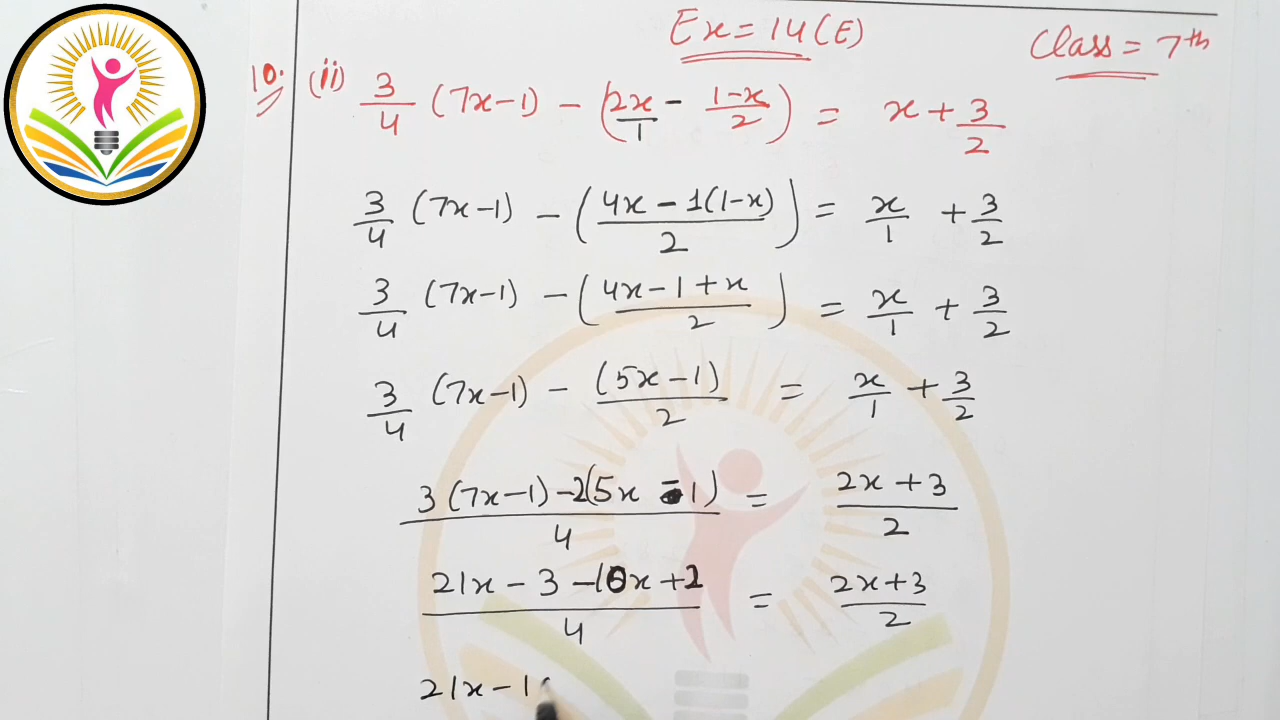 Ex = 14(E)
Class = 7th
10. (ii) 3/4 (7x-1) - (2x/1 - 1-x/2) = x + 3/2
3/4 (7x-1) - (4x - 1(1-x)/2) = x/1 + 3/2
3/4 (7x-1) - (4x - 1 + x/2) = x/1 + 3/2
3/4 (7x-1) - (5x-1)/2 = x/1 + 3/2
3(7x-1) - 2(5x - 1)/4 = 2x + 3/2
21x - 3 - 10x + 2/4 = 2x+3/2
21x - 1